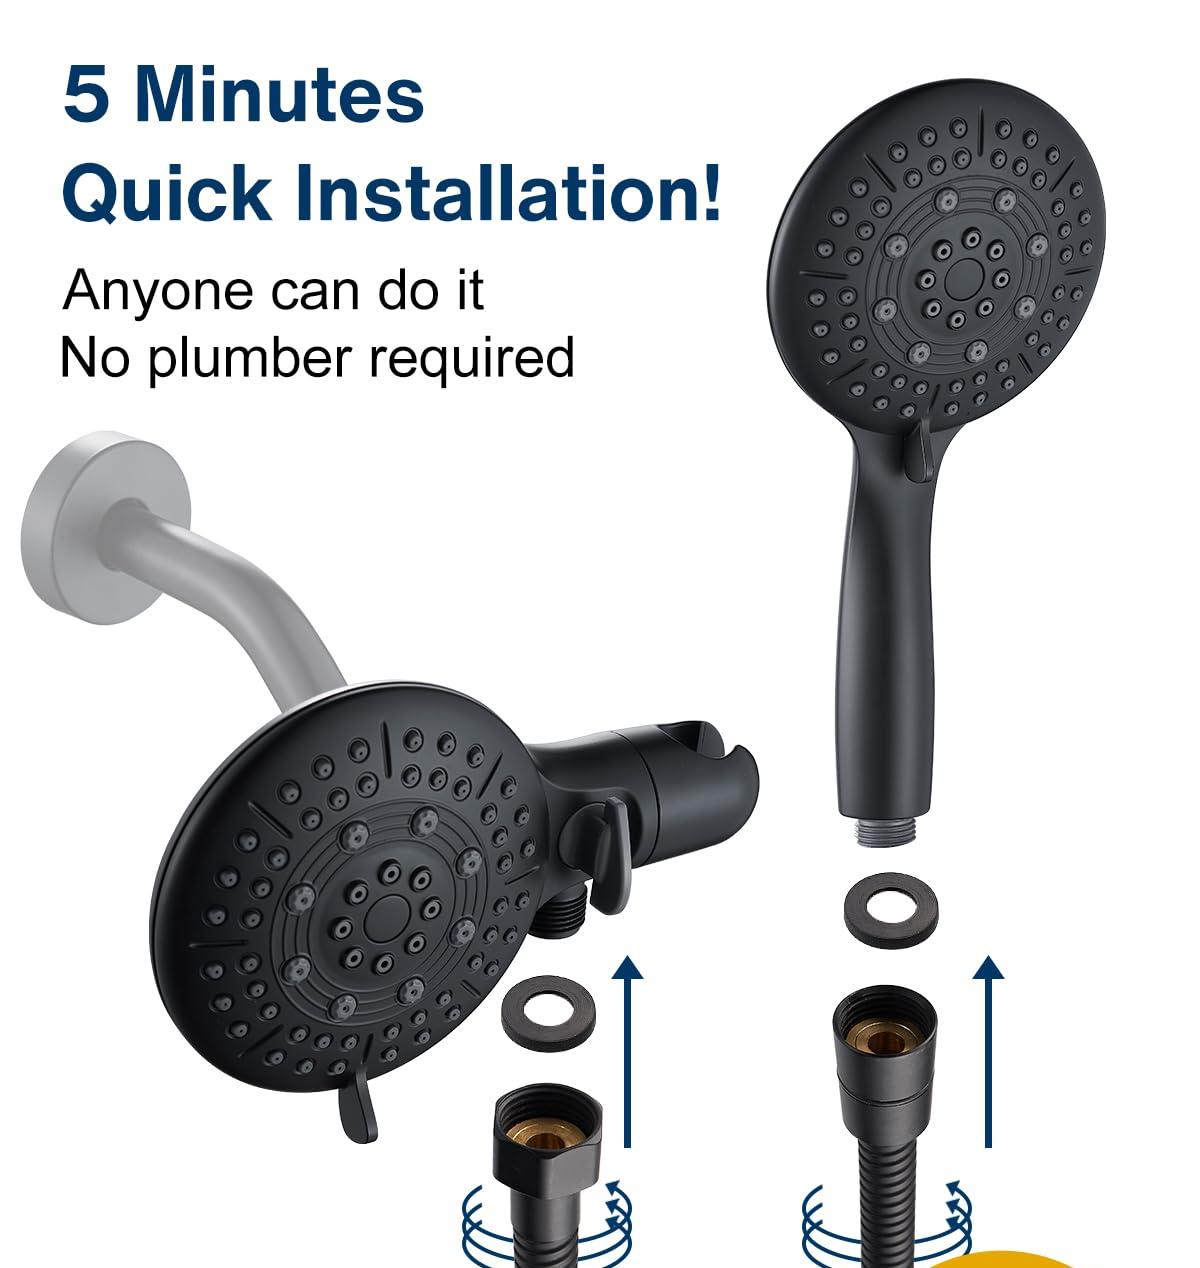 5 Minutes
Quick Installation!
Anyone can do it
No plumber required